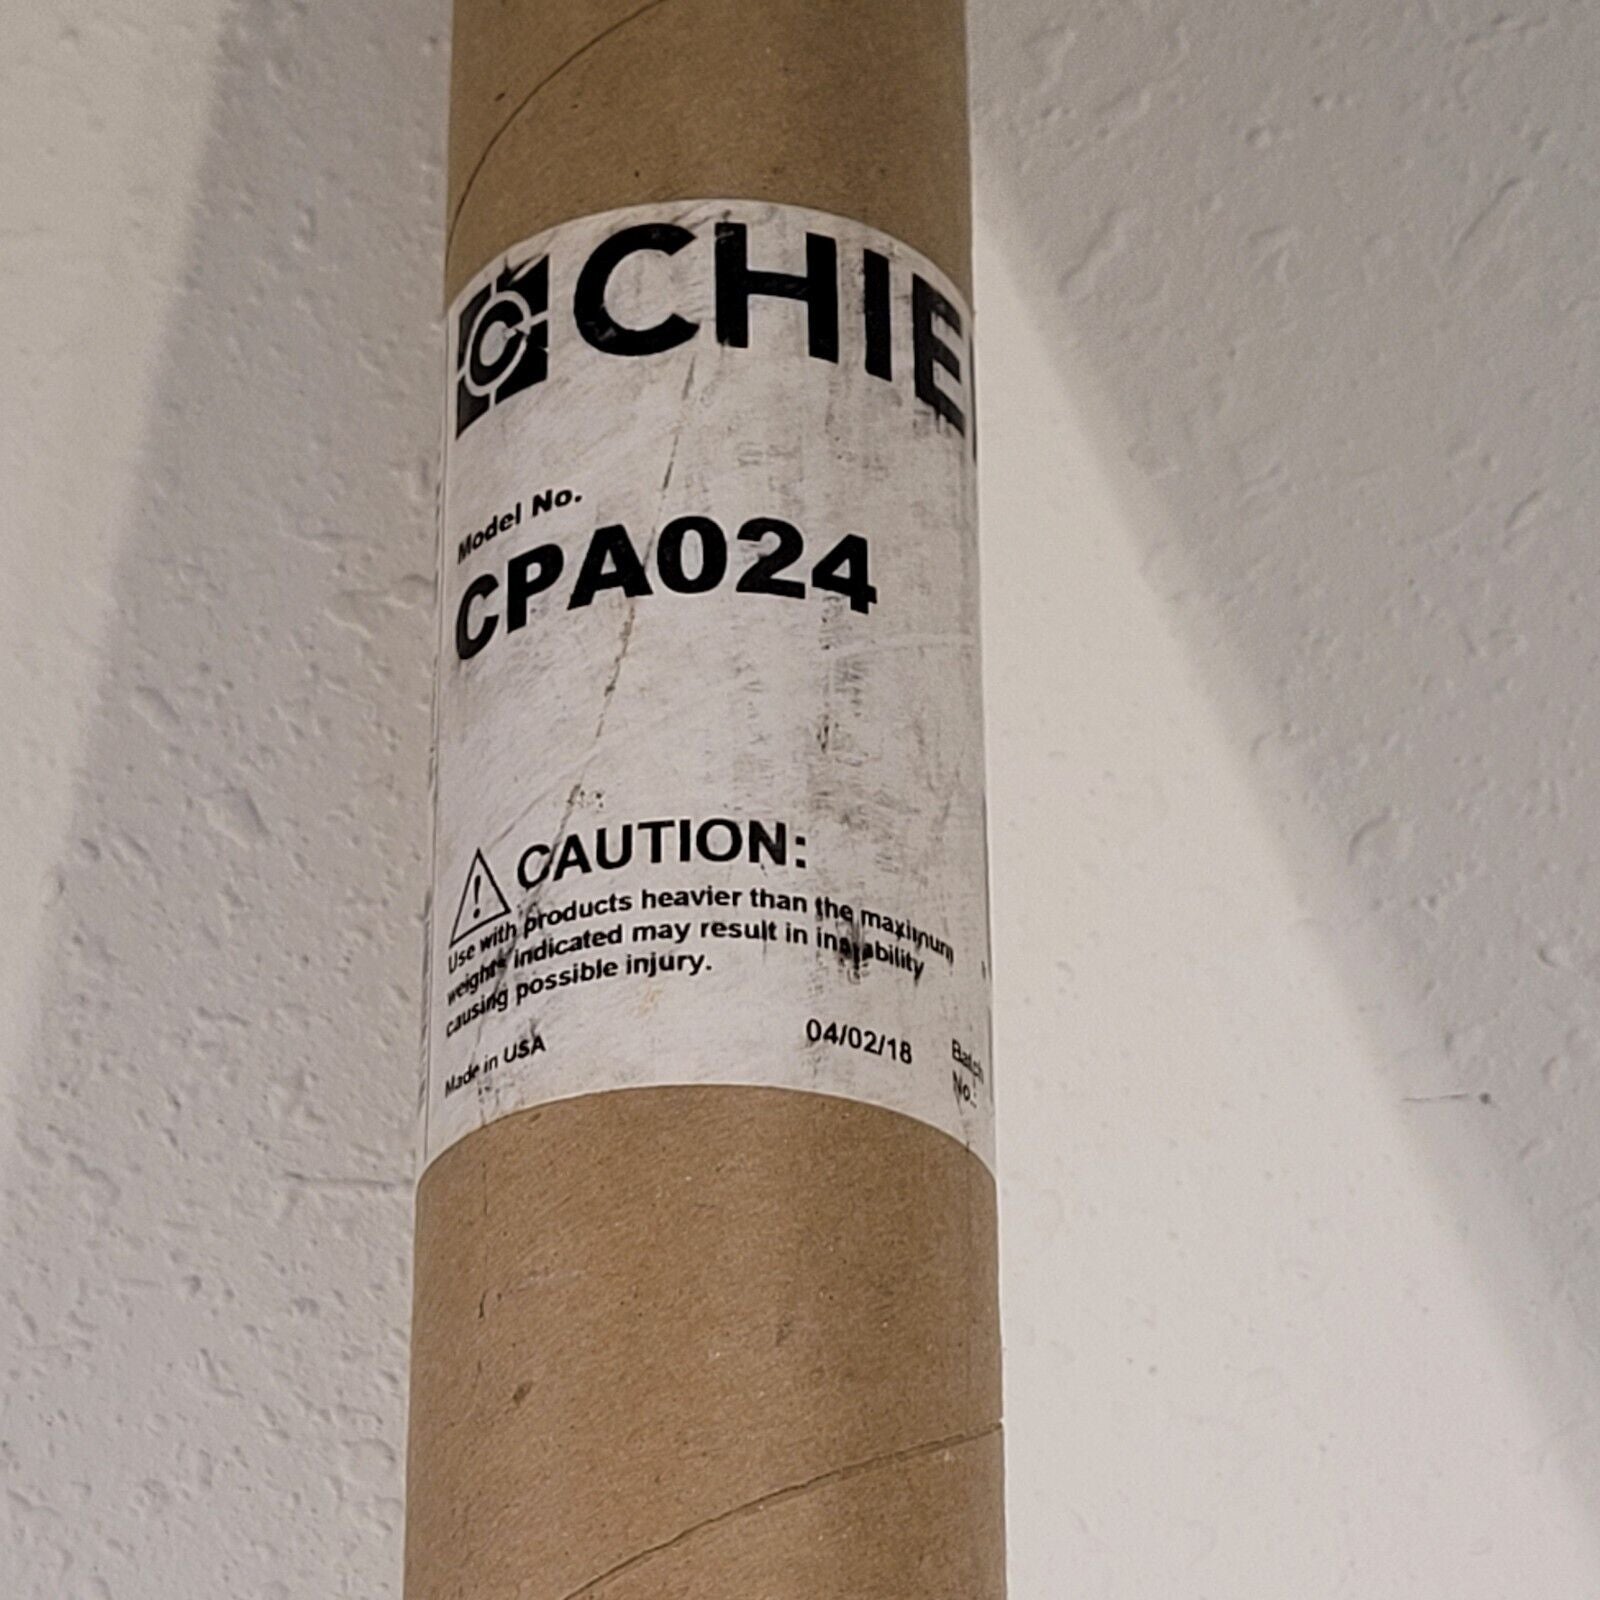 C CHIE
Model No.
CPA024
CAUTION:
Use with products heavier than the maximum
weights indicated may result in instability
causing possible injury.
Made in USA
04/02/18
Batch
No.: